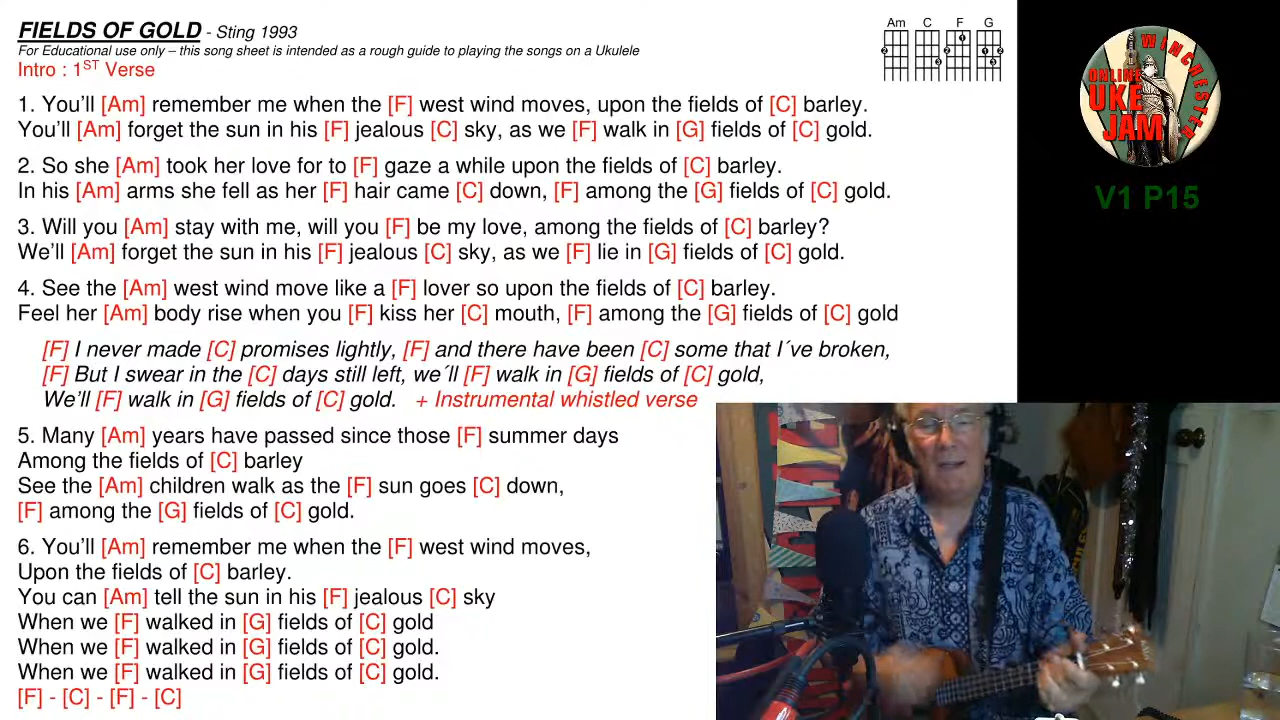 FIELDS OF GOLD - Sting 1993
For Educational use only – this song sheet is intended as a rough guide to playing the songs on a Ukulele
Intro : 1ST Verse
Am C F G
2 3 2 1 1 2 3
1. You'll [Am] remember me when the [F] west wind moves, upon the fields of [C] barley.
You'll [Am] forget the sun in his [F] jealous [C] sky, as we [F] walk in [G] fields of [C] gold.
2. So she [Am] took her love for to [F] gaze a while upon the fields of [C] barley.
In his [Am] arms she fell as her [F] hair came [C] down, [F] among the [G] fields of [C] gold.
3. Will you [Am] stay with me, will you [F] be my love, among the fields of [C] barley?
We'll [Am] forget the sun in his [F] jealous [C] sky, as we [F] lie in [G] fields of [C] gold.
4. See the [Am] west wind move like a [F] lover so upon the fields of [C] barley.
Feel her [Am] body rise when you [F] kiss her [C] mouth, [F] among the [G] fields of [C] gold
[F] I never made [C] promises lightly, [F] and there have been [C] some that I´ve broken,
[F] But I swear in the [C] days still left, we´ll [F] walk in [G] fields of [C] gold,
We'll [F] walk in [G] fields of [C] gold. + Instrumental whistled verse
5. Many [Am] years have passed since those [F] summer days
Among the fields of [C] barley
See the [Am] children walk as the [F] sun goes [C] down,
[F] among the [G] fields of [C] gold.
6. You'll [Am] remember me when the [F] west wind moves,
Upon the fields of [C] barley.
You can [Am] tell the sun in his [F] jealous [C] sky
When we [F] walked in [G] fields of [C] gold
When we [F] walked in [G] fields of [C] gold.
When we [F] walked in [G] fields of [C] gold.
[F] - [C] - [F] - [C]
WINCHESTER
ONLINE
UKE
JAM
V1 P15